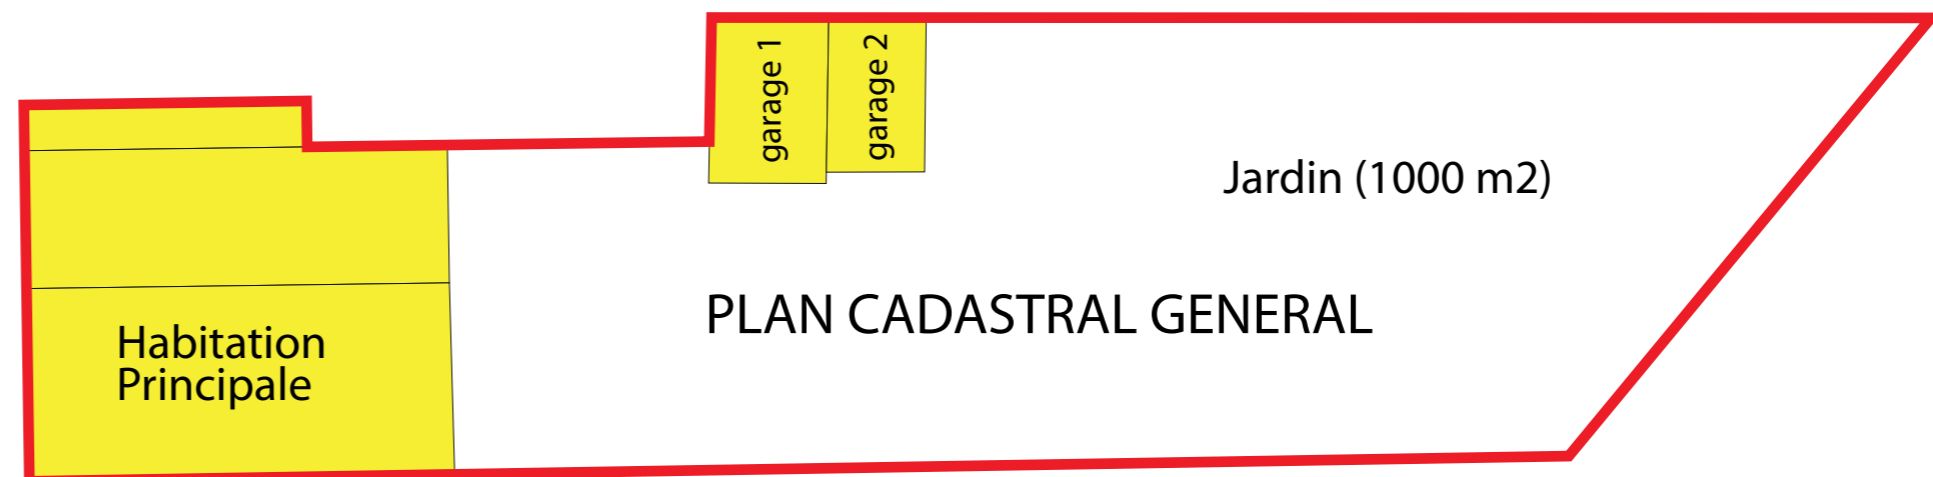 garage 1
garage 2
Jardin (1000 m2)
PLAN CADASTRAL GENERAL
Habitation
Principale